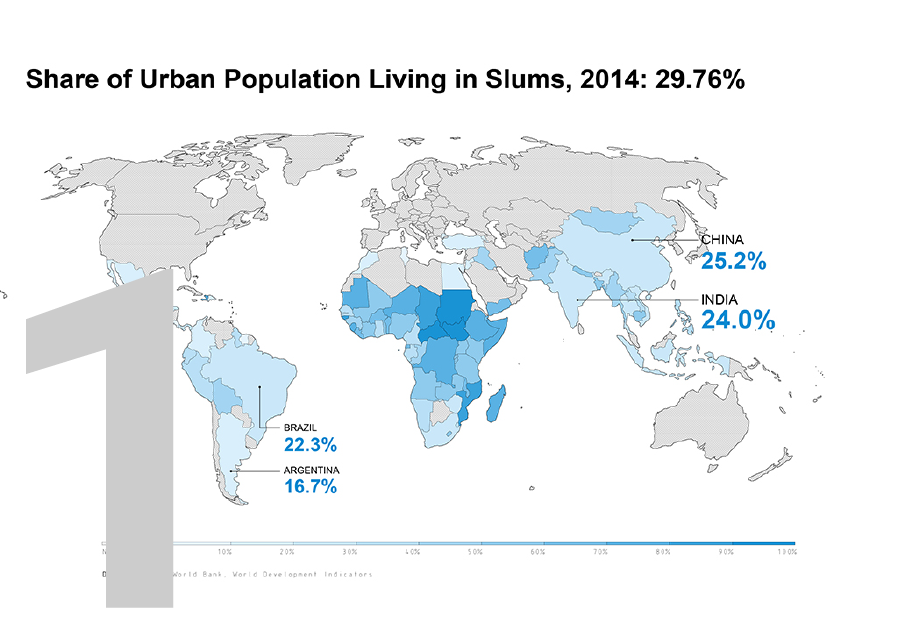 Share of Urban Population Living in Slums, 2014: 29.76%
CHINA
25.2%
INDIA
24.0%
BRAZIL
22.3%
ARGENTINA
16.7%
1
10% 20% 30% 40% 50% 60% 70% 80% 90% 100%
World Bank, World Development Indicators